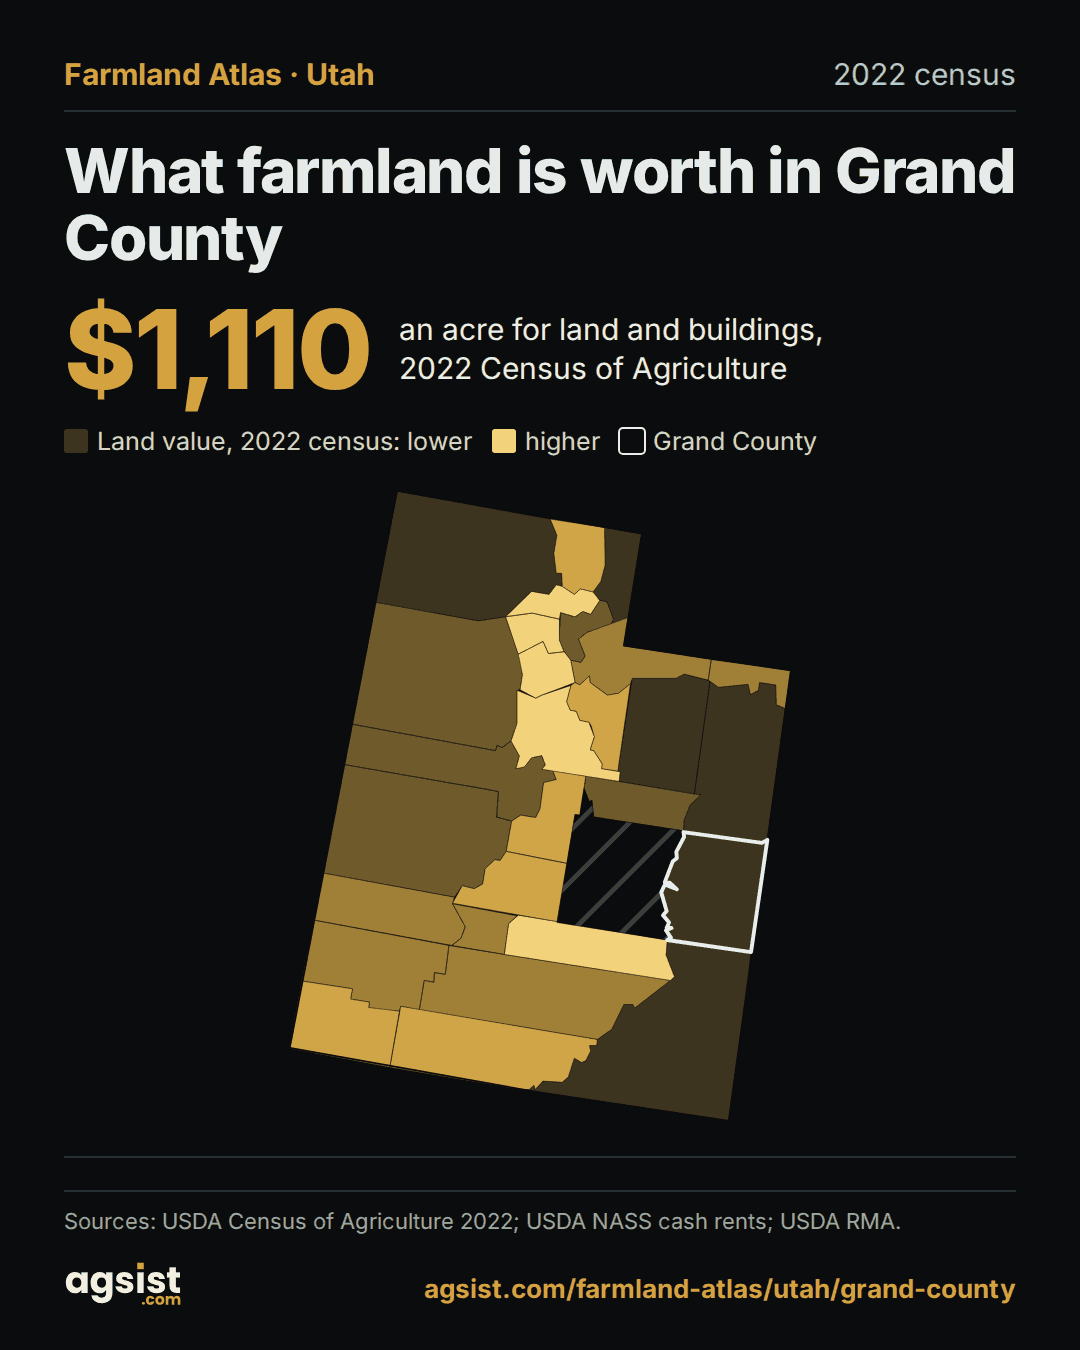 Farmland Atlas · Utah
2022 census
What farmland is worth in Grand
County
$1,110
an acre for land and buildings,
2022 Census of Agriculture
Land value, 2022 census: lower
higher
Grand County
Sources: USDA Census of Agriculture 2022; USDA NASS cash rents; USDA RMA.
agsist
.com
agsist.com/farmland-atlas/utah/grand-county